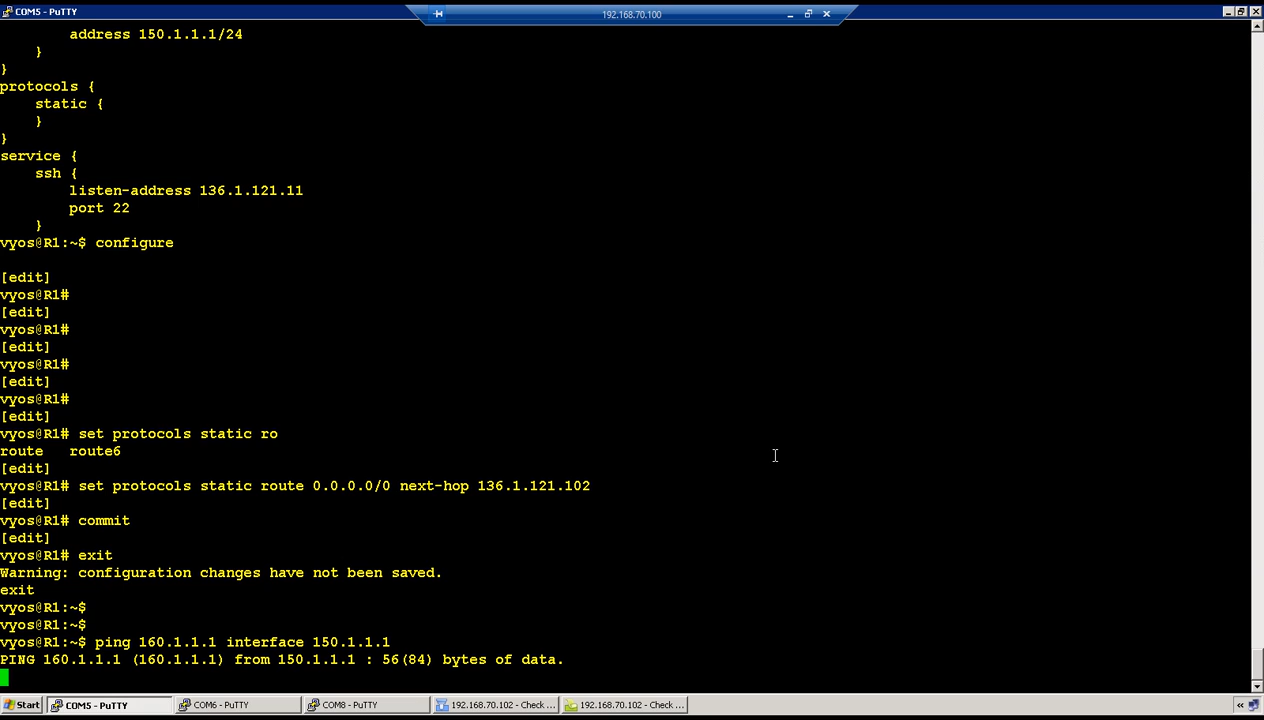 COM5 - PuTTY
192.168.70.100
address 150.1.1.1/24
}
}
protocols {
static {
}
}
service {
ssh {
listen-address 136.1.121.11
port 22
}
vyos@R1:~$ configure
[edit]
vyos@R1#
[edit]
vyos@R1#
[edit]
vyos@R1#
[edit]
vyos@R1#
[edit]
vyos@R1# set protocols static ro
route route6
[edit]
vyos@R1# set protocols static route 0.0.0.0/0 next-hop 136.1.121.102
[edit]
vyos@R1# commit
[edit]
vyos@R1# exit
Warning: configuration changes have not been saved.
exit
vyos@R1:~$
vyos@R1:~$
vyos@R1:~$ ping 160.1.1.1 interface 150.1.1.1
PING 160.1.1.1 (160.1.1.1) from 150.1.1.1 : 56(84) bytes of data.
Start COM5 - PuTTY COM6 - PuTTY COM8 - PuTTY 192.168.70.102 - Check ... 192.168.70.102 - Check ... «